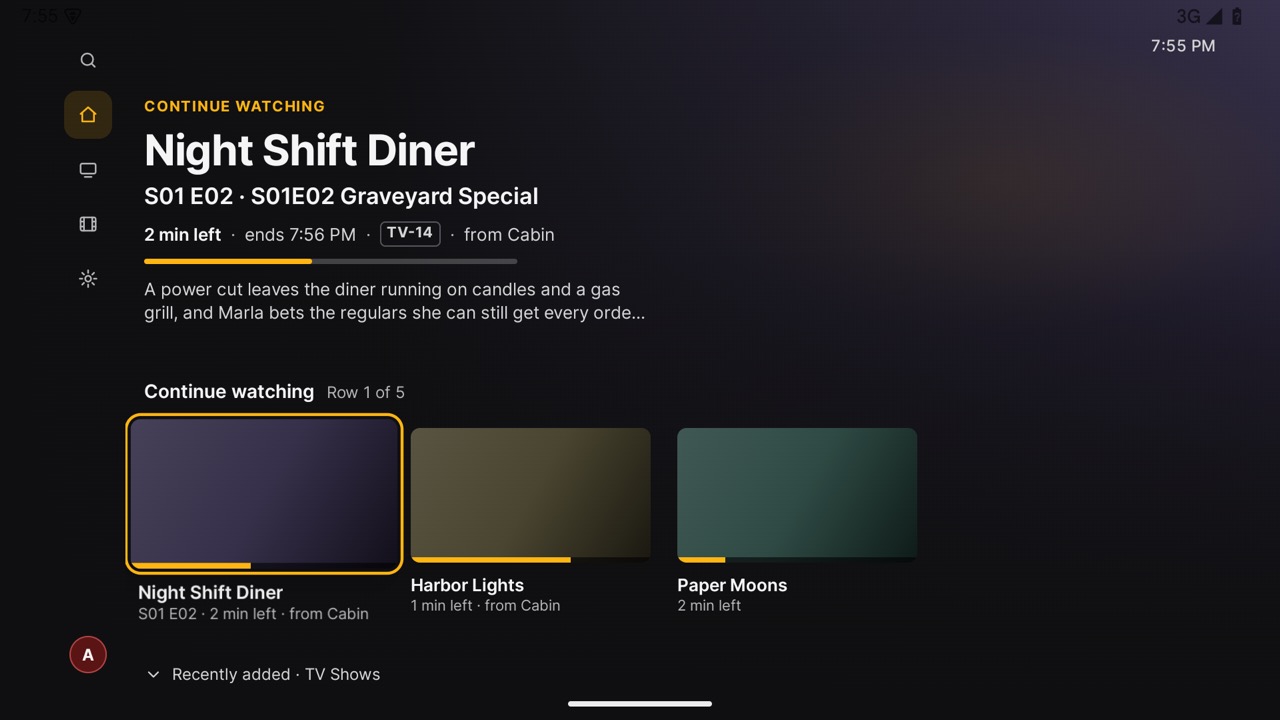 7:55
3G
7:55 PM
CONTINUE WATCHING
Night Shift Diner
S01 E02 · S01E02 Graveyard Special
2 min left · ends 7:56 PM · TV-14 · from Cabin
A power cut leaves the diner running on candles and a gas
grill, and Marla bets the regulars she can still get every orde...
Continue watching Row 1 of 5
Night Shift Diner
S01 E02 · 2 min left · from Cabin
Harbor Lights
1 min left · from Cabin
Paper Moons
2 min left
A
Recently added · TV Shows